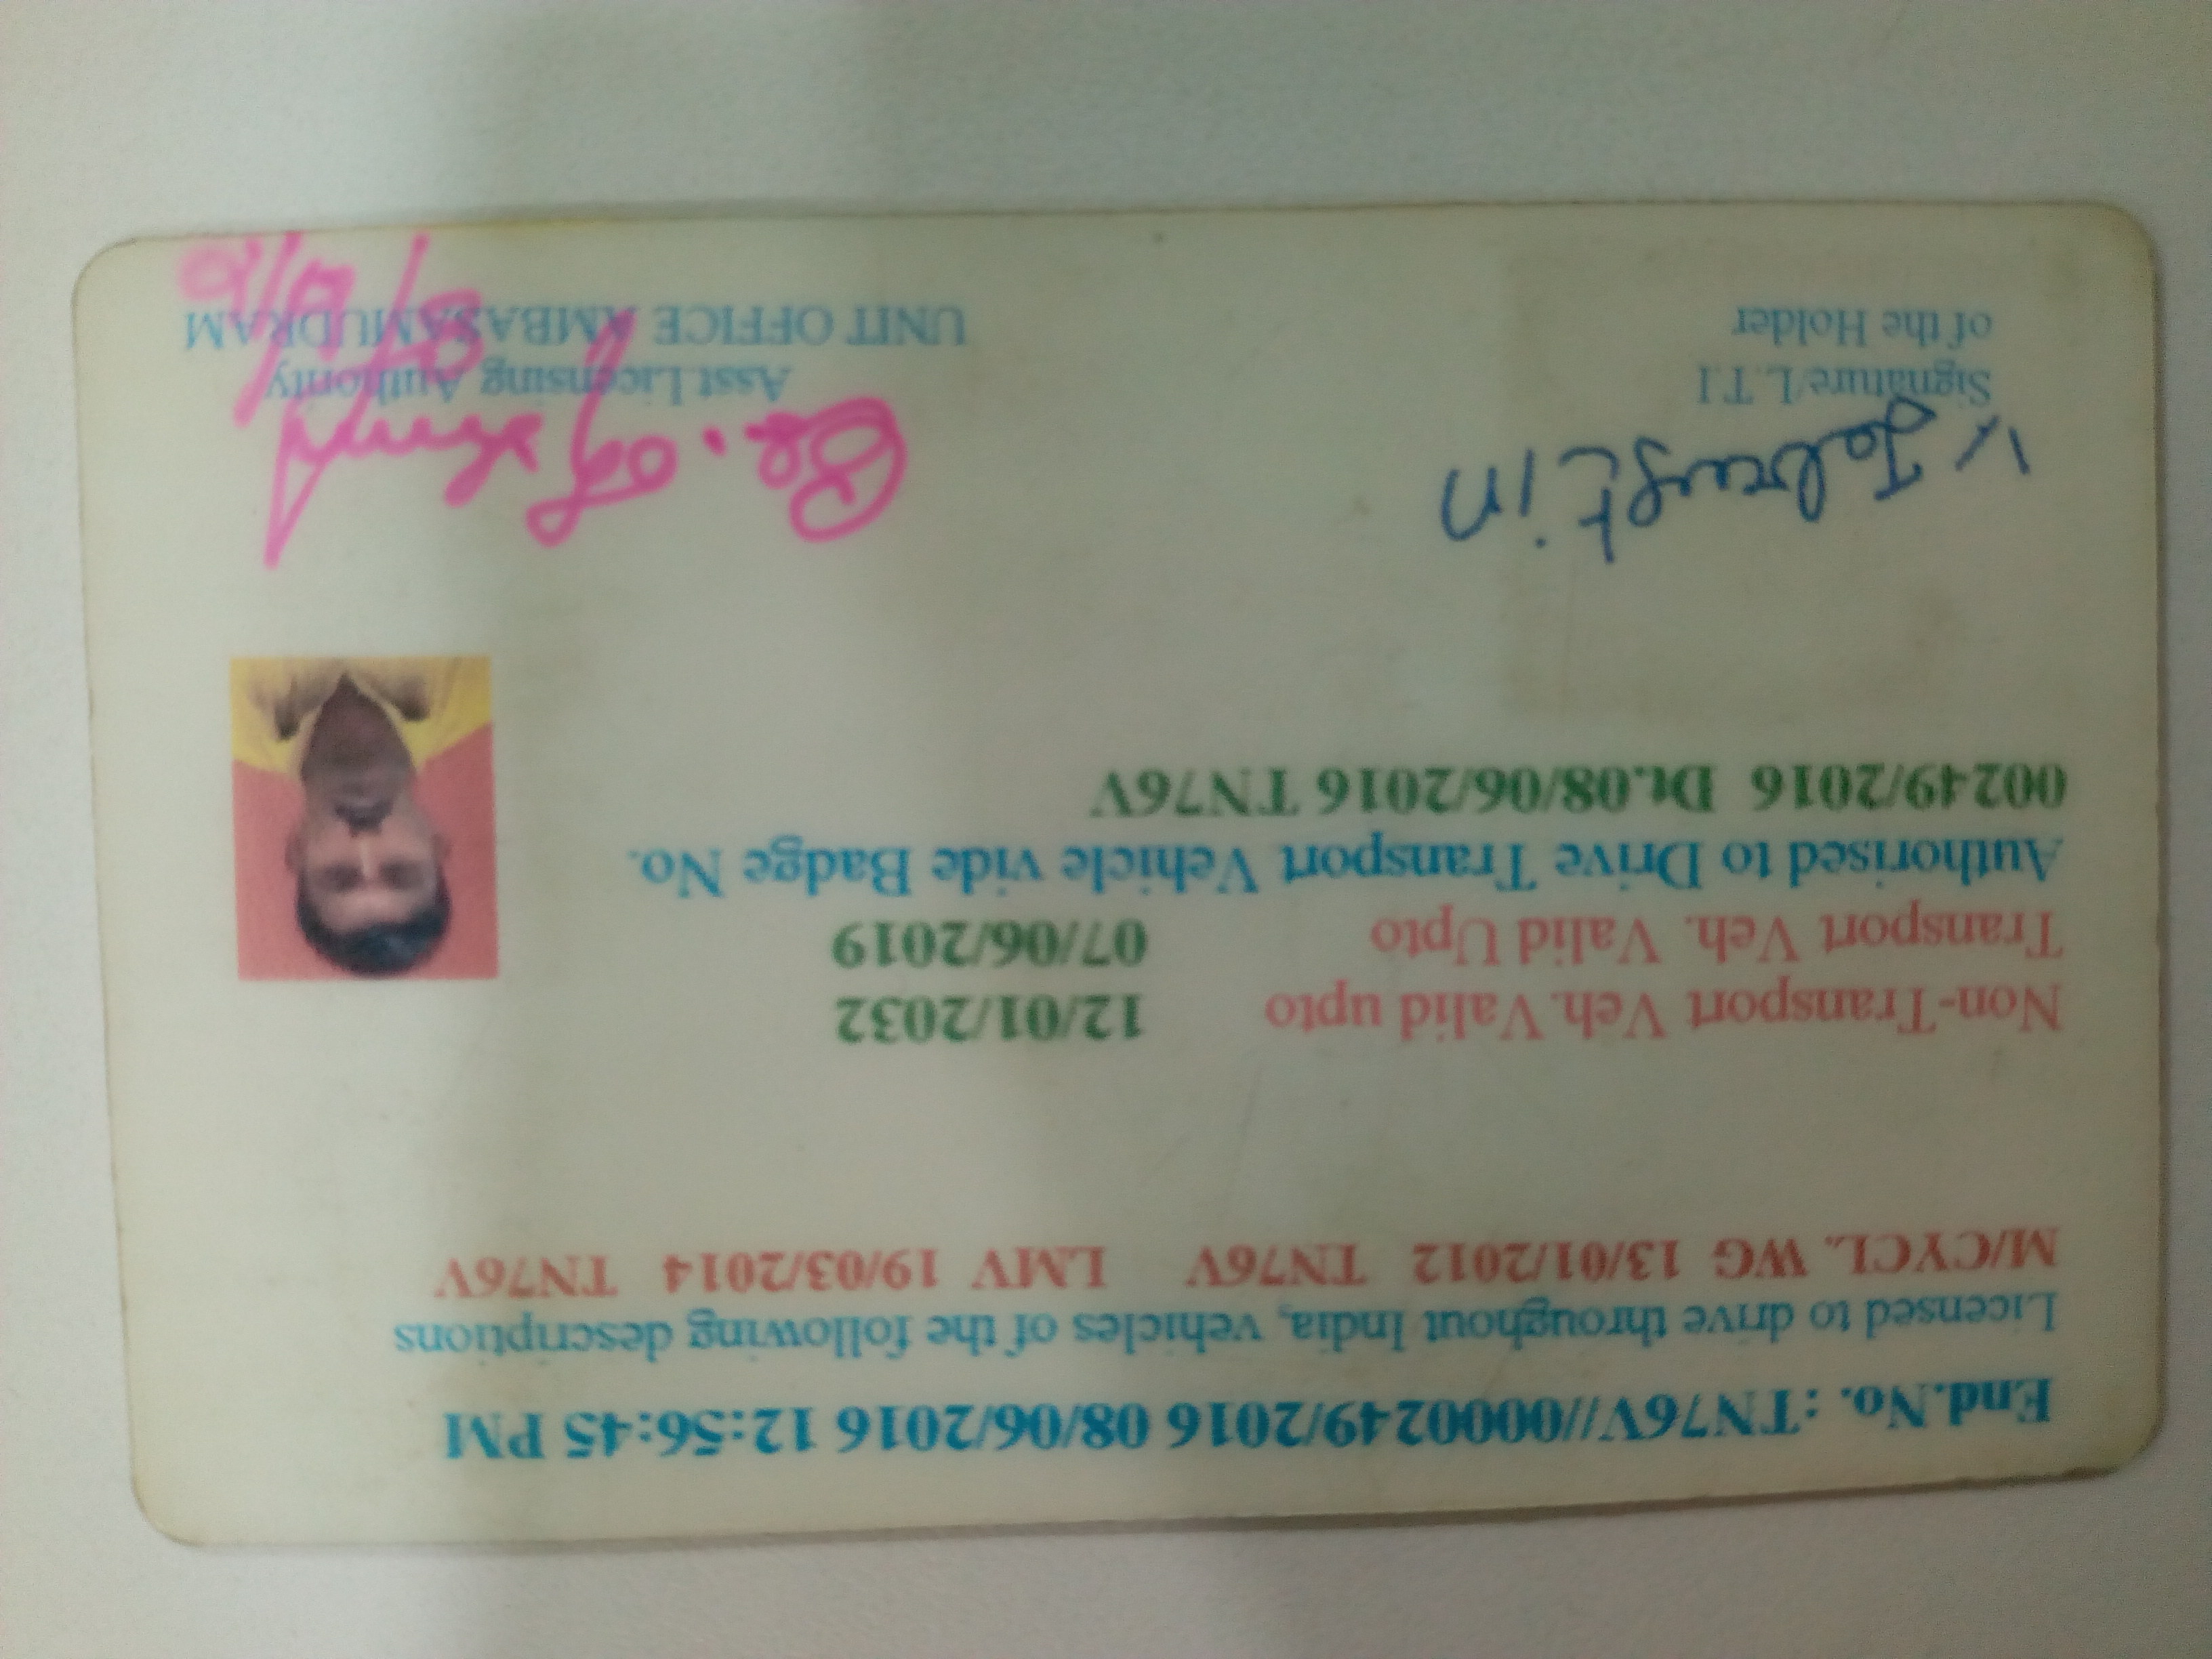 End.No. :TN76V//0000249/2016 08/06/2016 12:56:45 PM
Licensed to drive throughout India, vehicles of the following descriptions
M/CYCL. WG 13/01/2012 TN76V LMV 19/03/2014 TN76V
Non-Transport Veh. Valid upto 12/01/2032
Transport Veh. Valid Upto 07/06/2019
Authorised to Drive Transport Vehicle vide Badge No.
00249/2016 Dt.08/06/2016 TN76V
Signature/L.T.I
of the Holder
Asst.Licensing Authority
UNIT OFFICE AMBASAMUDRAM